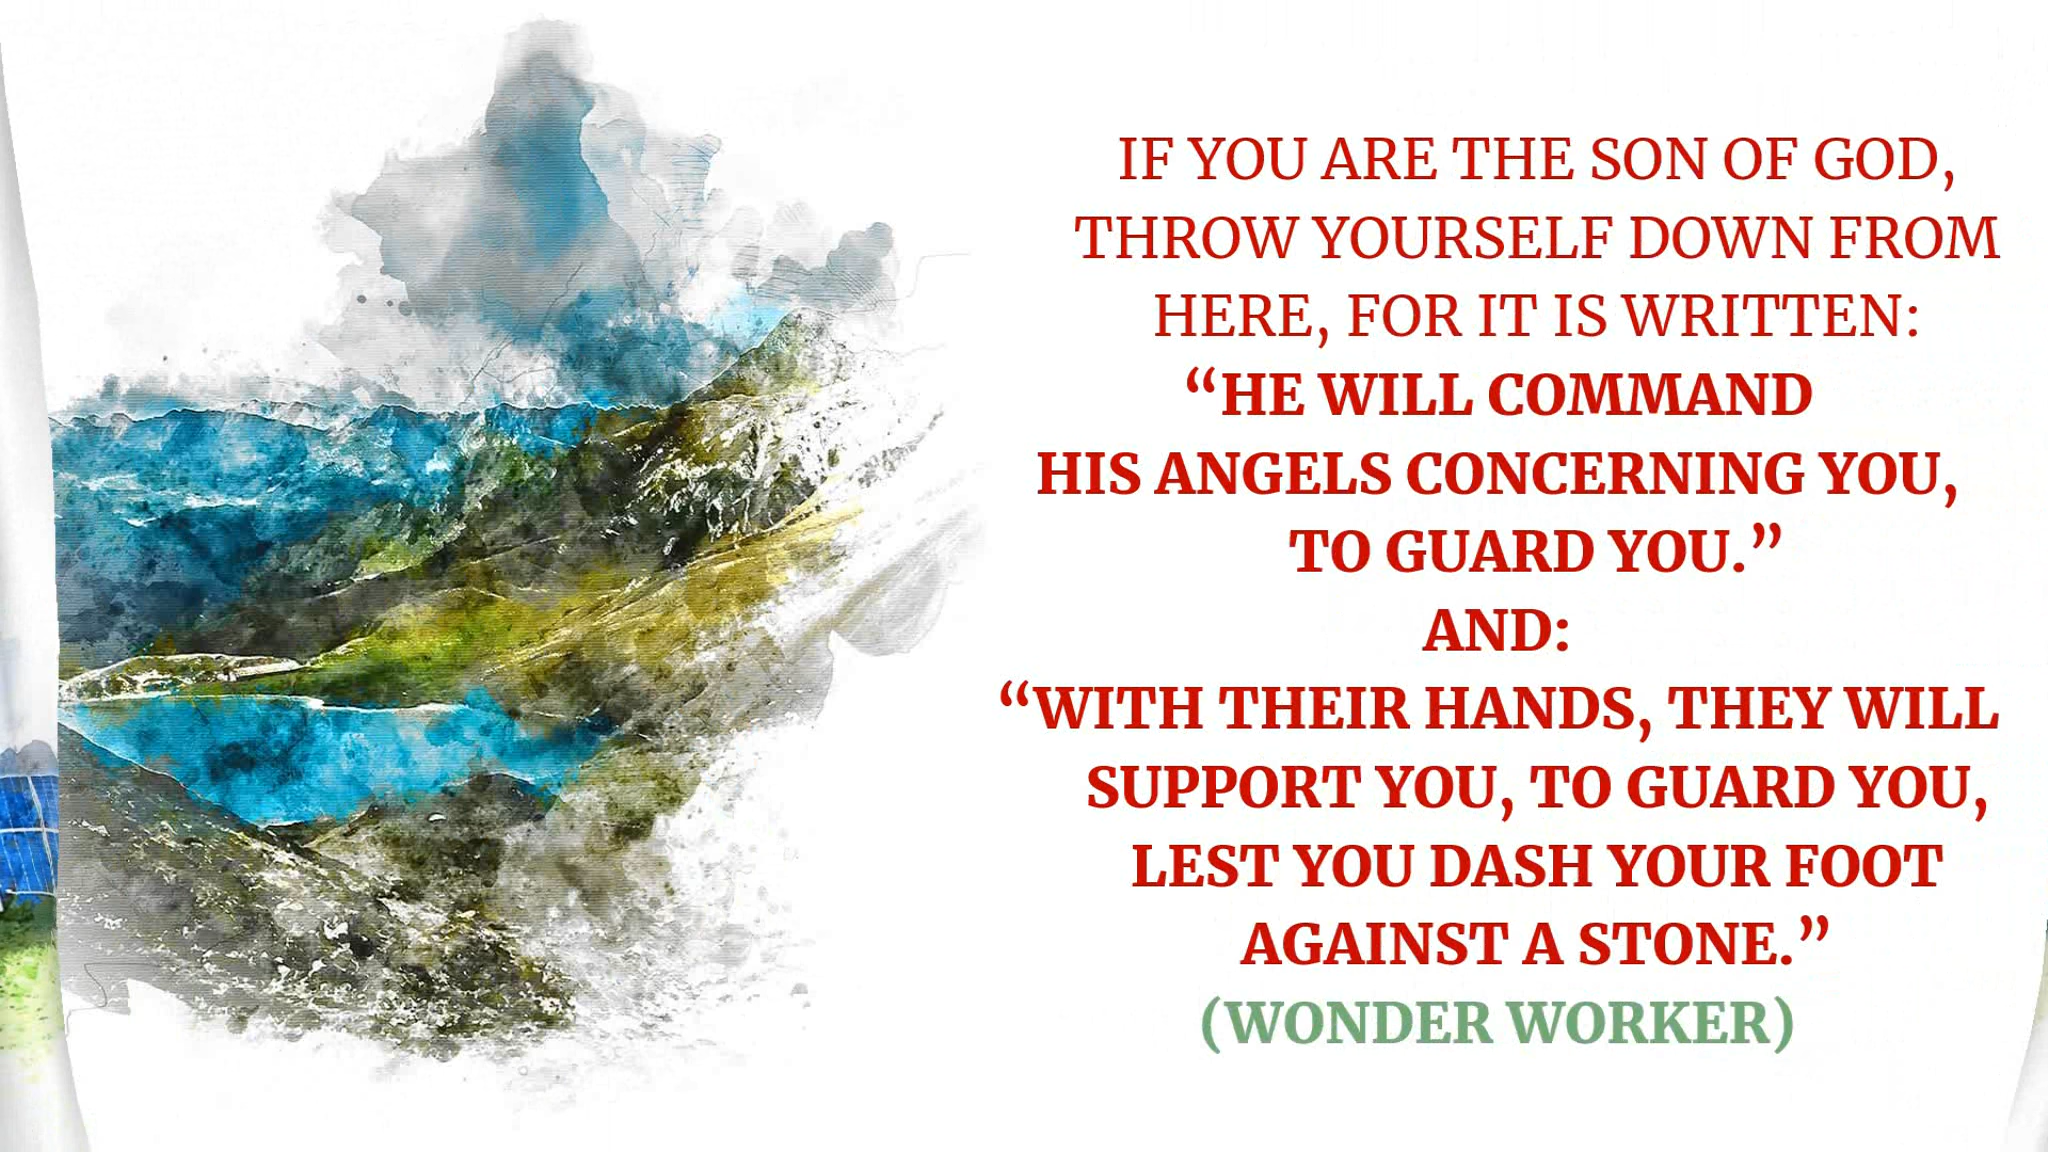 IF YOU ARE THE SON OF GOD,
THROW YOURSELF DOWN FROM
HERE, FOR IT IS WRITTEN:
“HE WILL COMMAND
HIS ANGELS CONCERNING YOU,
TO GUARD YOU.”
AND:
“WITH THEIR HANDS, THEY WILL
SUPPORT YOU, TO GUARD YOU,
LEST YOU DASH YOUR FOOT
AGAINST A STONE.”
(WONDER WORKER)